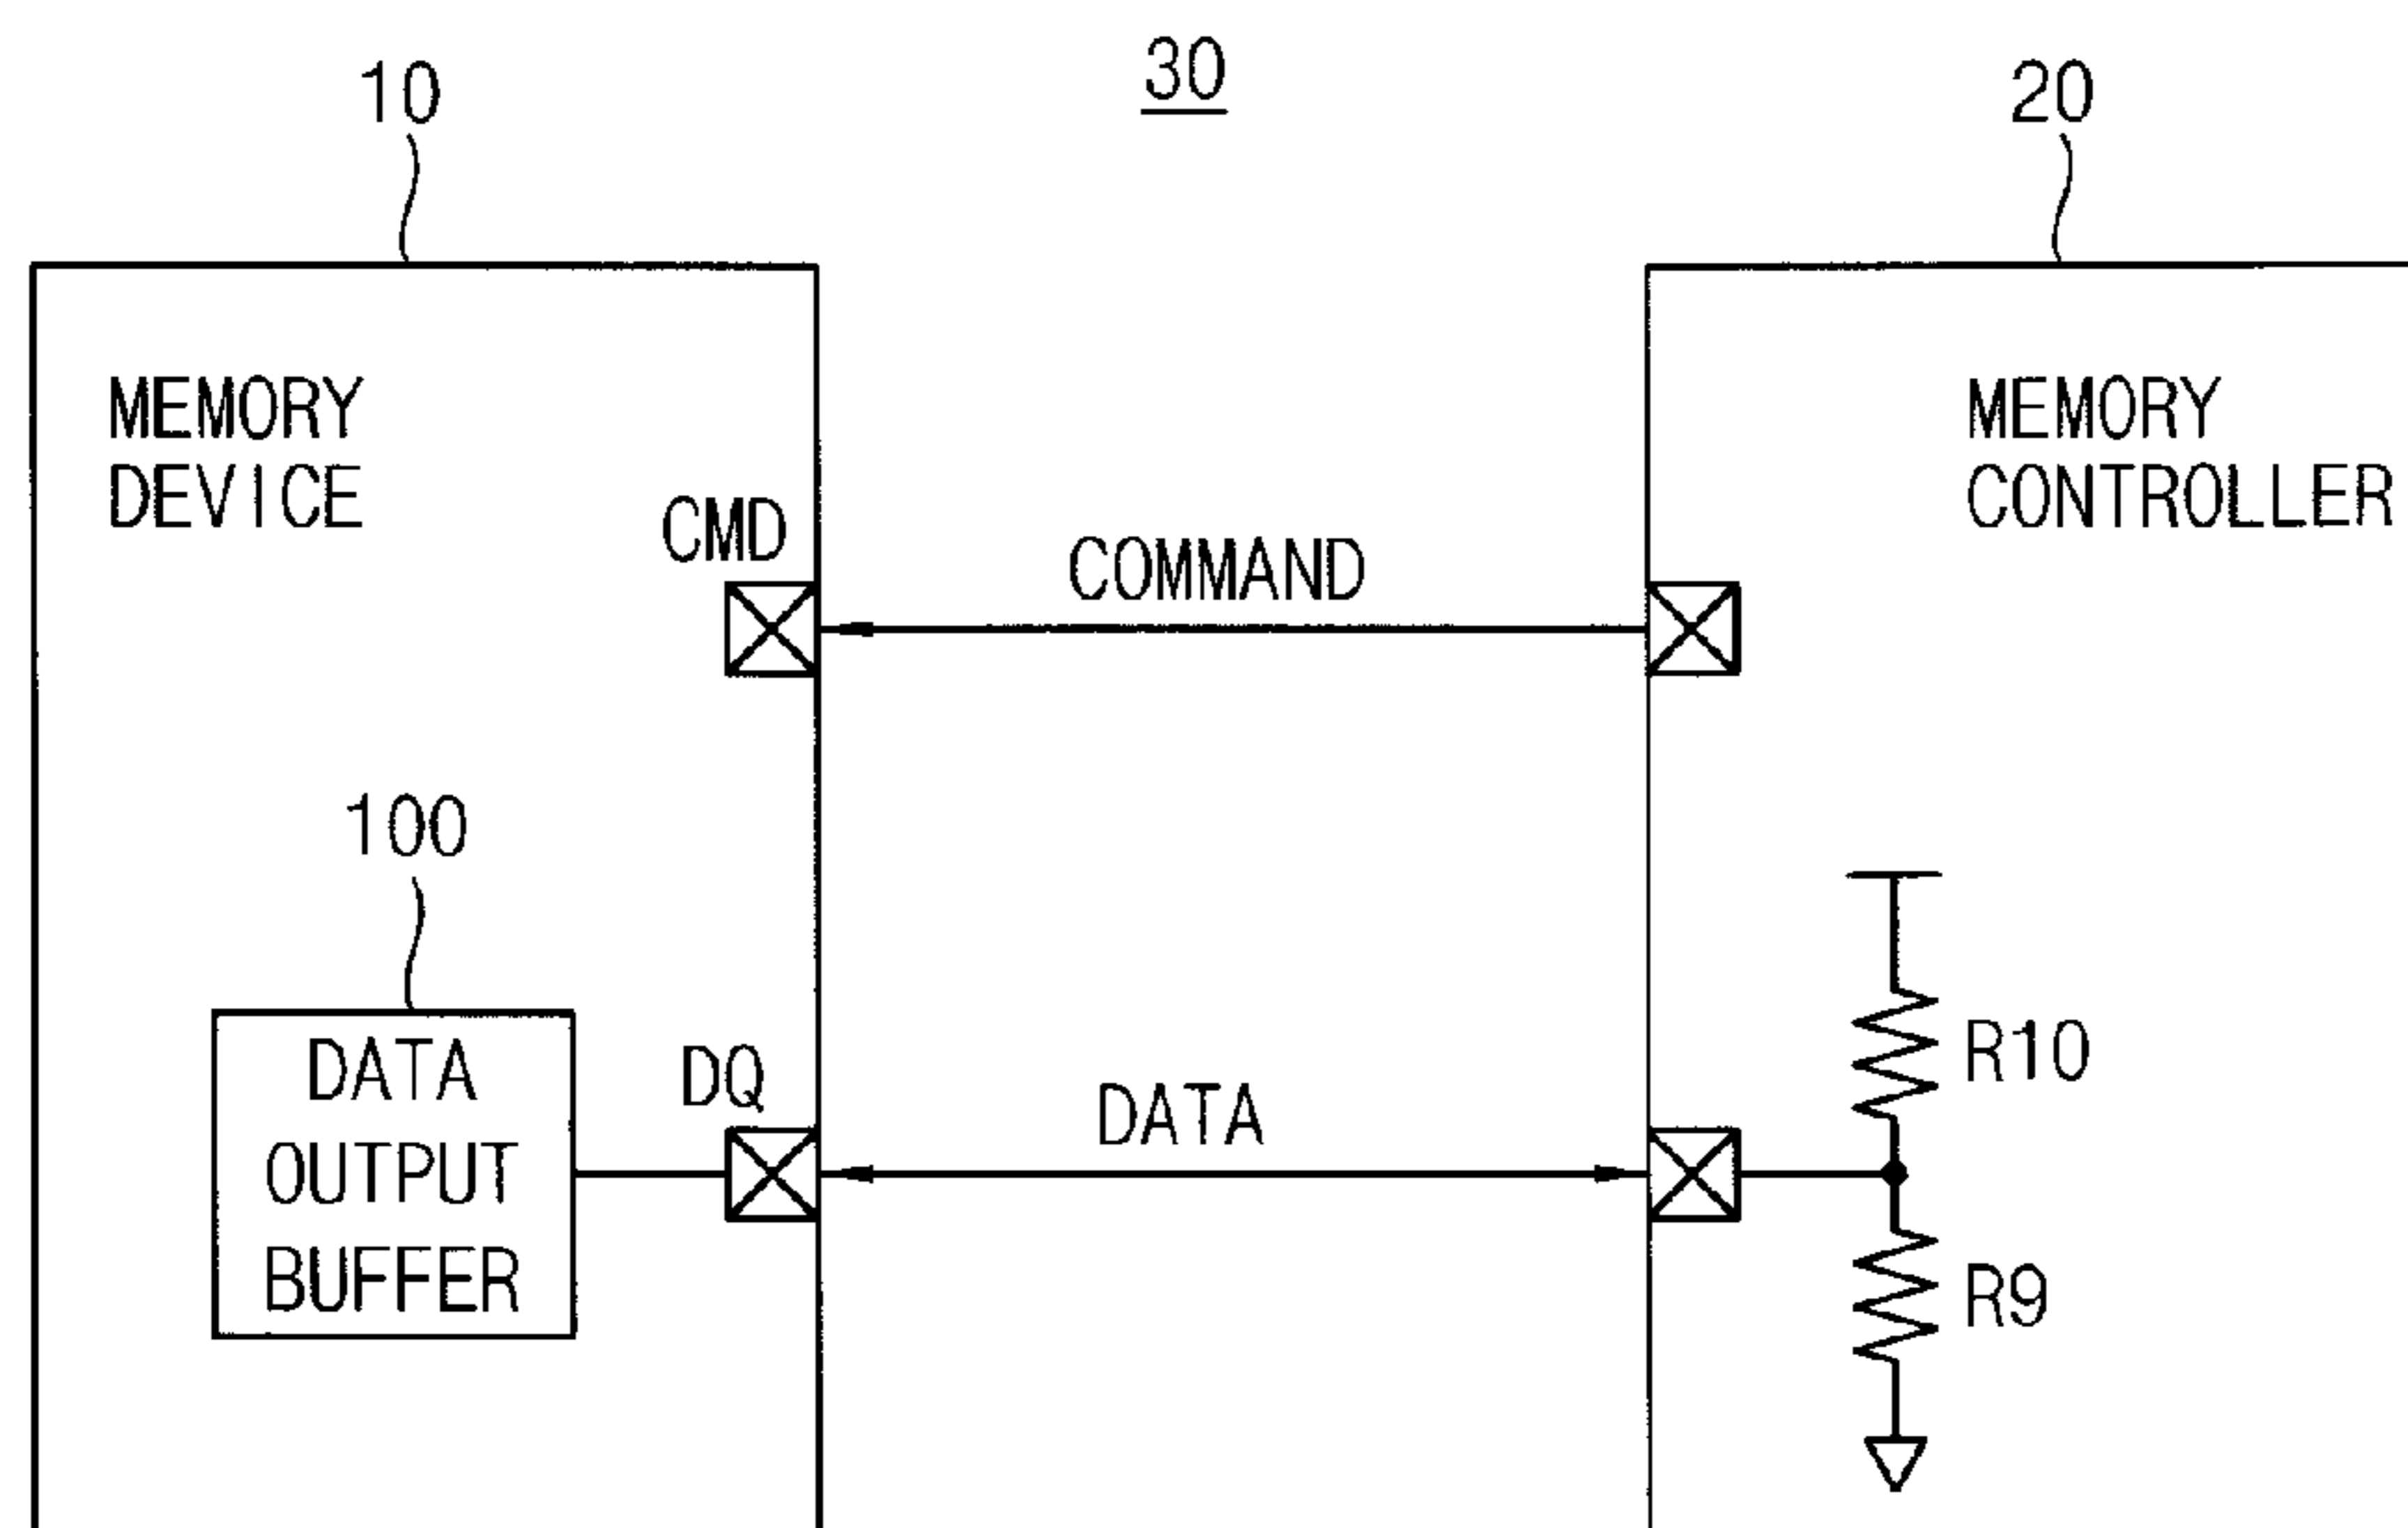 30
10
20
MEMORY
DEVICE
MEMORY
CONTROLLER
CMD
COMMAND
100
DATA
OUTPUT
BUFFER
DQ
DATA
R10
R9